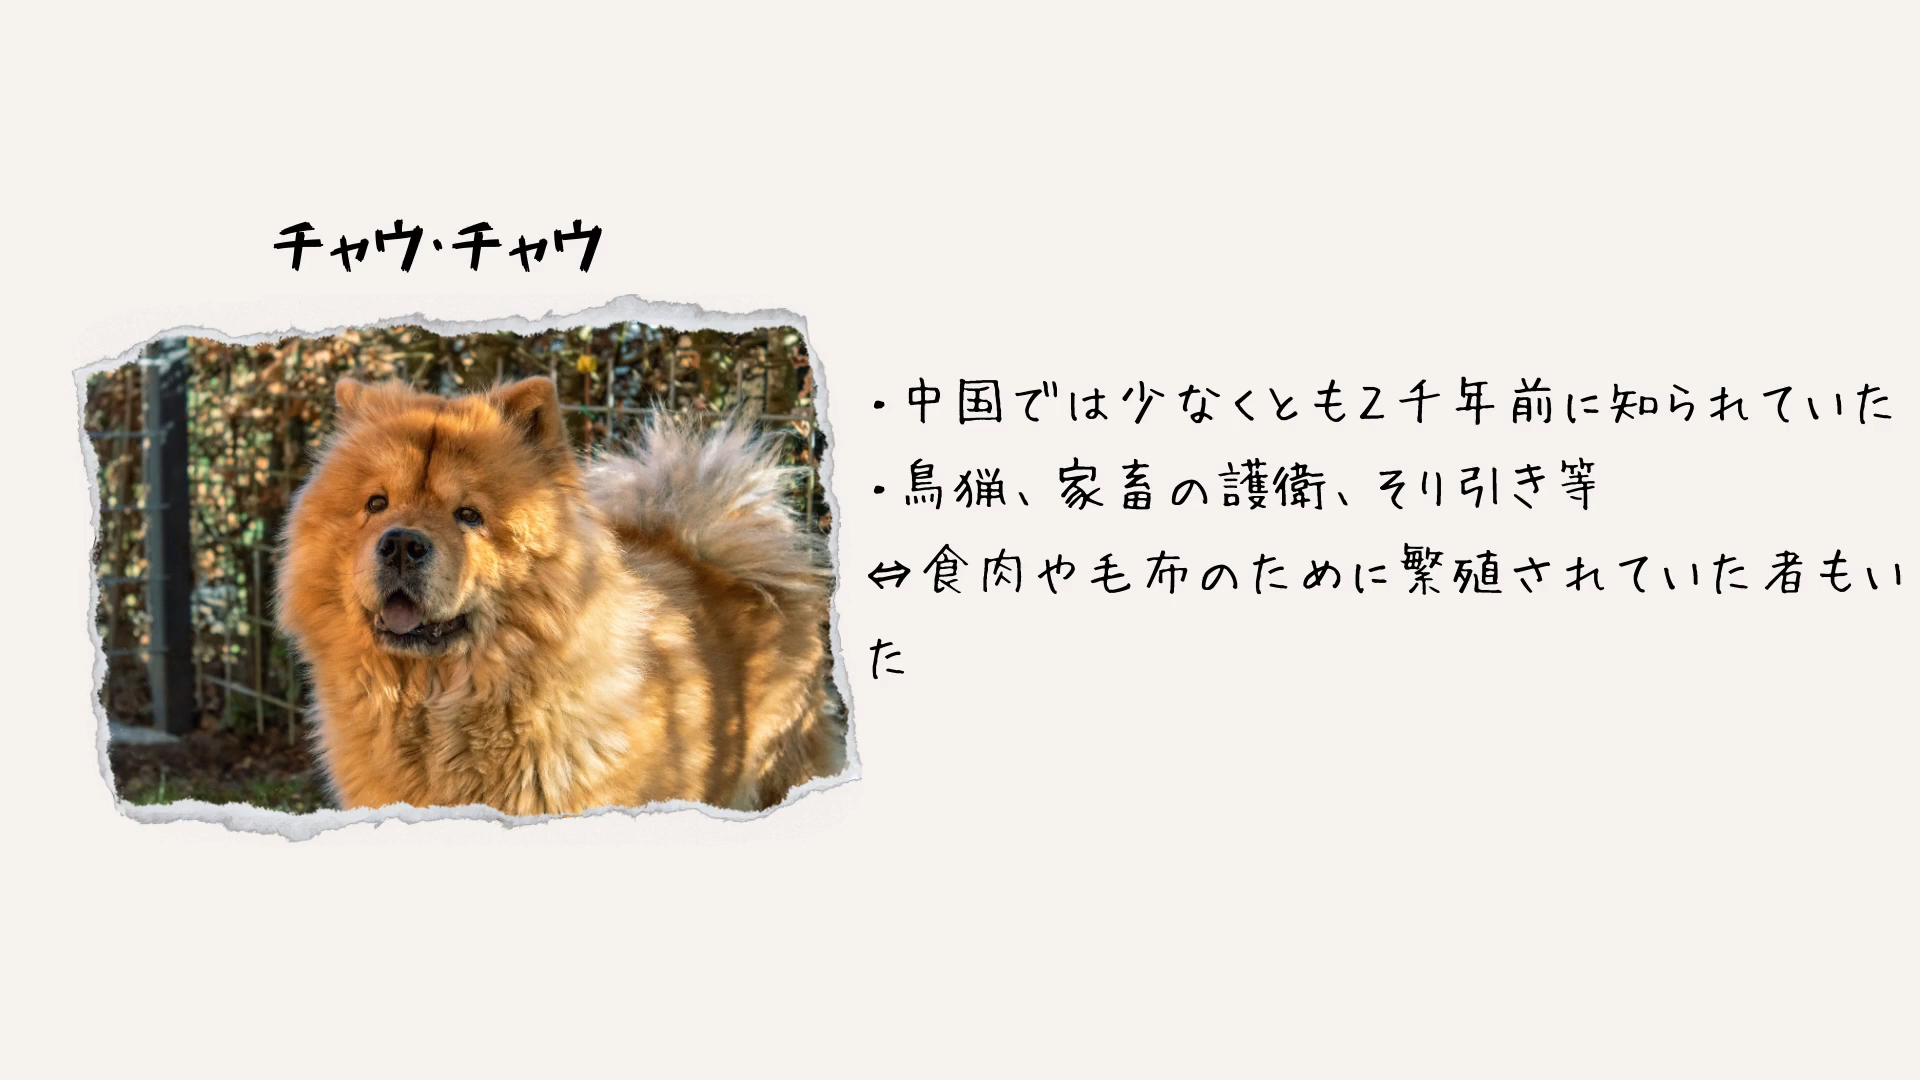 チャウ・チャウ
・中国では少なくとも2千年前に知られていた
・鳥猟、家畜の護衛、そり引き等
⇔食肉や毛布のために繁殖されていた者もい
た